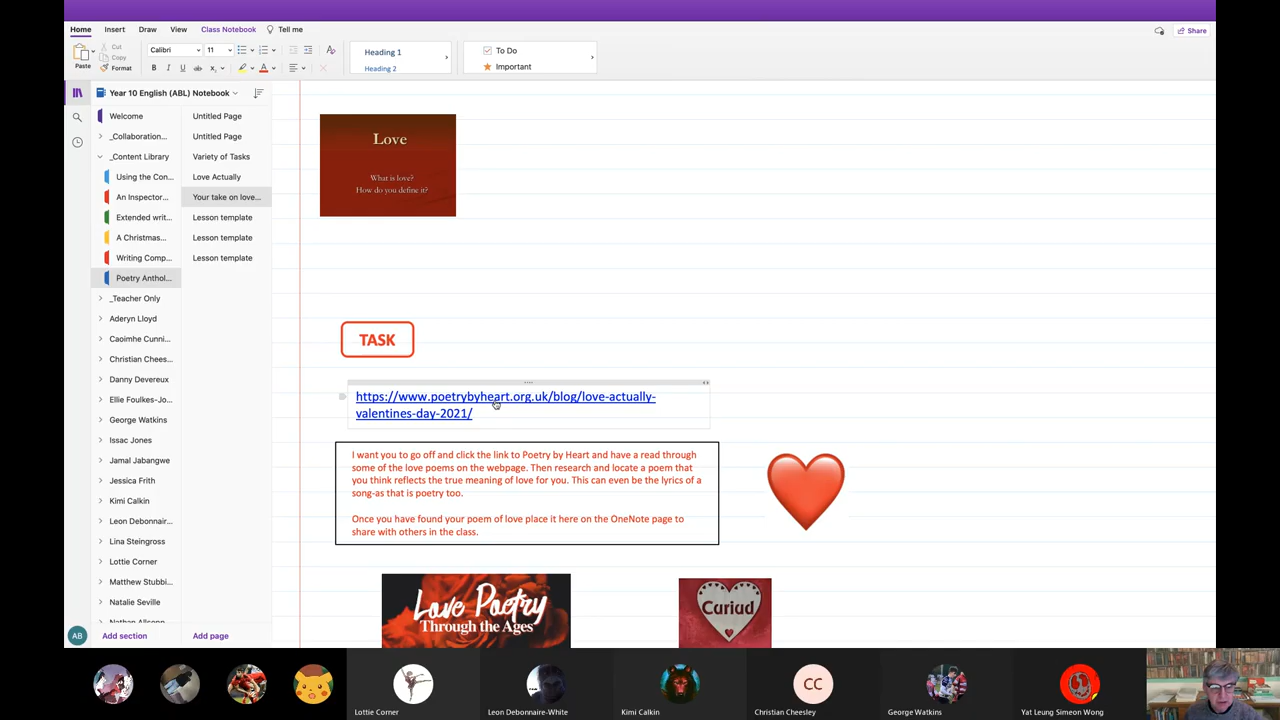 Home Insert Draw View Class Notebook Tell me
Share
Paste
Cut
Copy
Format
Calibri 11
Heading 1
Heading 2
To Do
Important
Year 10 English (ABL) Notebook
Welcome
_Collaboration...
_Content Library
Using the Con...
An Inspector...
Extended writ...
A Christmas...
Writing Comp...
Poetry Anthol...
_Teacher Only
Aderyn Lloyd
Caoimhe Cunni...
Christian Chees...
Danny Devereux
Ellie Foulkes-Jo...
George Watkins
Issac Jones
Jamal Jabangwe
Jessica Frith
Kimi Calkin
Leon Debonnair...
Lina Steingross
Lottie Corner
Matthew Stubbi...
Natalie Seville
Nathan Allsopp
Add section
Untitled Page
Untitled Page
Variety of Tasks
Love Actually
Your take on love...
Lesson template
Lesson template
Lesson template
Add page
Love
What is love?
How do you define it?
TASK
https://www.poetrybyheart.org.uk/blog/love-actually-
valentines-day-2021/
I want you to go off and click the link to Poetry by Heart and have a read through
some of the love poems on the webpage. Then research and locate a poem that
you think reflects the true meaning of love for you. This can even be the lyrics of a
song-as that is poetry too.
Once you have found your poem of love place it here on the OneNote page to
share with others in the class.
Love Poetry
Through the Ages
Cariad
AB
CC
Lottie Corner
Leon Debonnaire-White
Kimi Calkin
Christian Cheesley
George Watkins
Yat Leung Simeon Wong